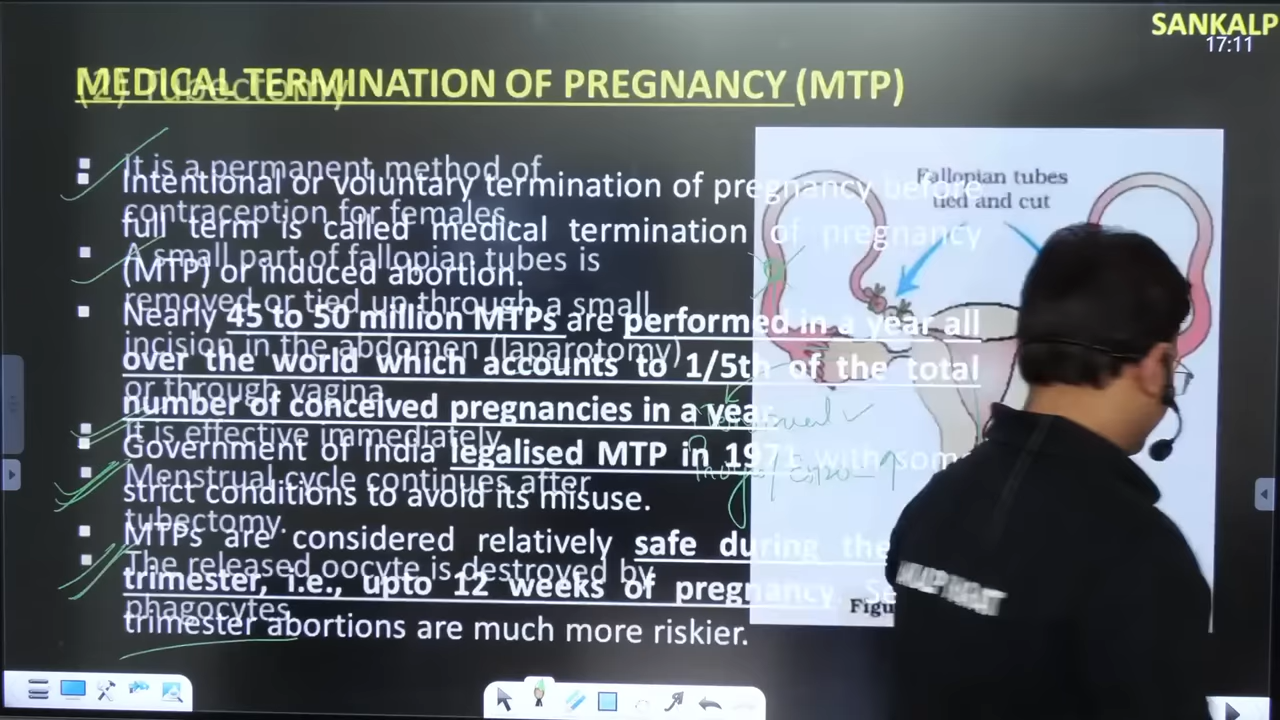 SANKALP
17:11
MEDICAL TERMINATION OF PREGNANCY (MTP)
(2) Tubectomy
It is a permanent method of
contraception for females.
A small part of fallopian tubes is
removed or tied up through a small
incision in the abdomen (laparotomy)
or through vagina
It is effective immediately
Menstrual cycle continues after
tubectomy.
The released oocyte is destroyed by
phagocytes
Intentional or voluntary termination of pregnancy before
full term is called medical termination of pregnancy
(MTP) or induced abortion.
Nearly 45 to 50 million MTPs are performed in a year all
over the world which accounts to 1/5th of the total
number of conceived pregnancies in a year.
Government of India legalised MTP in 1971 with some
strict conditions to avoid its misuse.
MTPs are considered relatively safe during the
trimester, i.e., upto 12 weeks of pregnancy. Se
trimester abortions are much more riskier.
Fallopian tubes
tied and cut
Figu